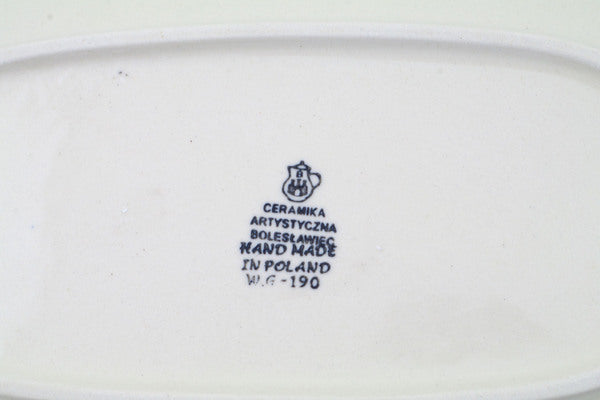 B
CERAMIKA
ARTYSTYCZNA
BOLESŁAWIEC
HAND MADE
IN POLAND
W.G-190